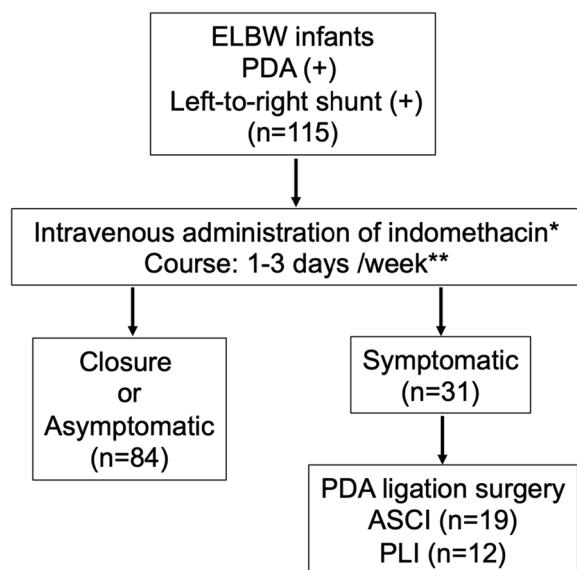 ELBW infants
PDA (+)
Left-to-right shunt (+)
(n=115)
Intravenous administration of indomethacin*
Course: 1-3 days /week**
Closure
or
Asymptomatic
(n=84)
Symptomatic
(n=31)
PDA ligation surgery
ASCI (n=19)
PLI (n=12)